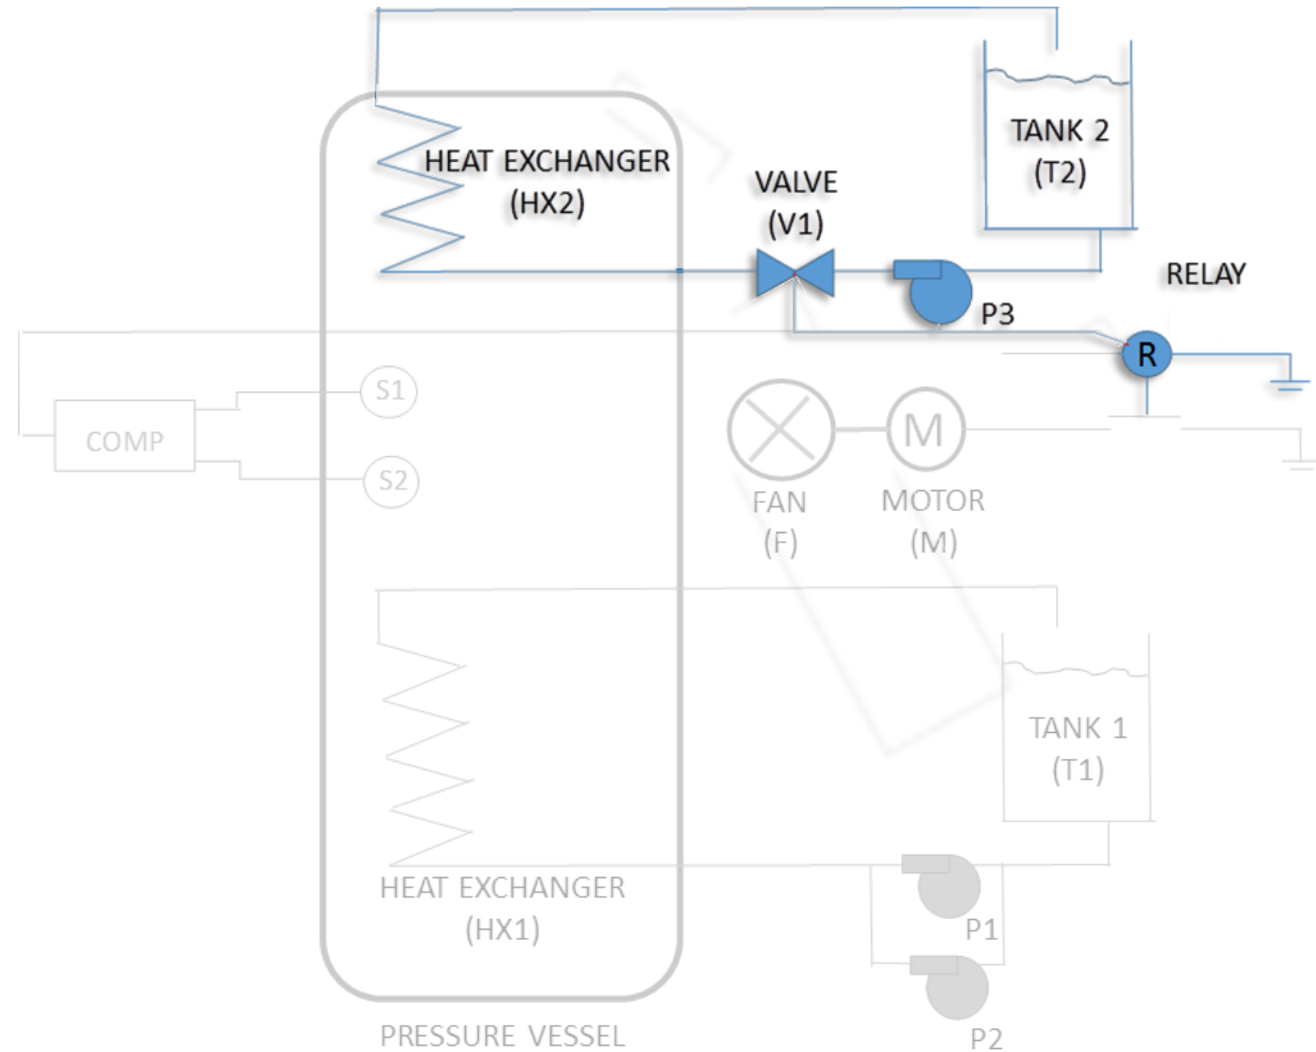 HEAT EXCHANGER
(HX2)
TANK 2
(T2)
VALVE
(V1)
RELAY
P3
R
S1
COMP
S2
M
FAN
(F)
MOTOR
(M)
TANK 1
(T1)
HEAT EXCHANGER
(HX1)
P1
P2
PRESSURE VESSEL